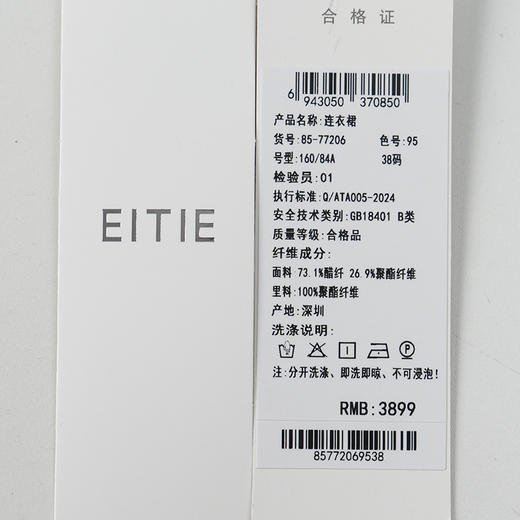 EITIE
合格证
6 943050 370850
产品名称:连衣裙
货号:85-77206 色号:95
号型:160/84A 38码
检验员:01
执行标准:Q/ATA005-2024
安全技术类别:GB18401 B类
质量等级:合格品
纤维成分:
面料 73.1%醋纤 26.9%聚酯纤维
里料:100%聚酯纤维
产地:深圳
洗涤说明:
注:分开洗涤、即洗即晾、不可浸泡!
RMB:3899
85772069538